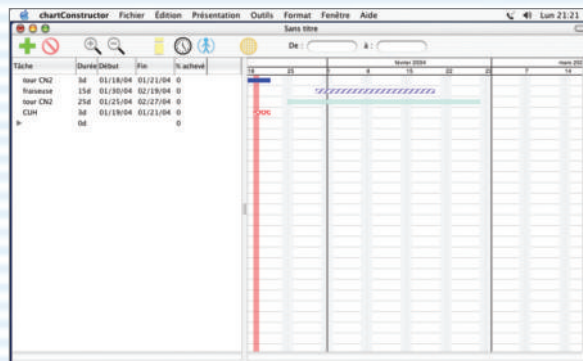 chartConstructor Fichier Édition Présentation Outils Format Fenêtre Aide Lun 21:21
Sans titre
De : à :
Tâche Durée Début Fin % achevé
février 2004
18 25 1 8 15 22 29 7 14
tour CN2 3d 01/18/04 01/21/04 0
fraiseuse 15d 01/30/04 02/19/04 0
tour CN2 25d 01/25/04 02/27/04 0
CUH 3d 01/19/04 01/21/04 0
0d 0